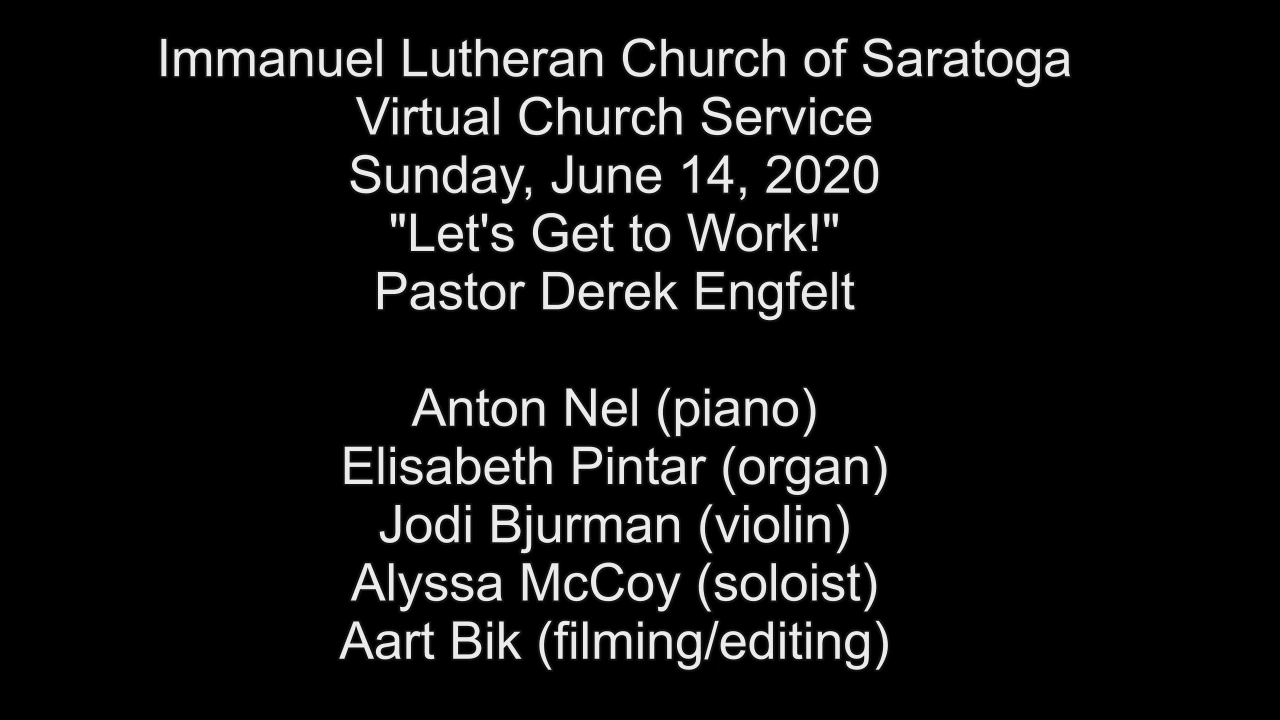 Immanuel Lutheran Church of Saratoga
Virtual Church Service
Sunday, June 14, 2020
"Let's Get to Work!"
Pastor Derek Engfelt
Anton Nel (piano)
Elisabeth Pintar (organ)
Jodi Bjurman (violin)
Alyssa McCoy (soloist)
Aart Bik (filming/editing)